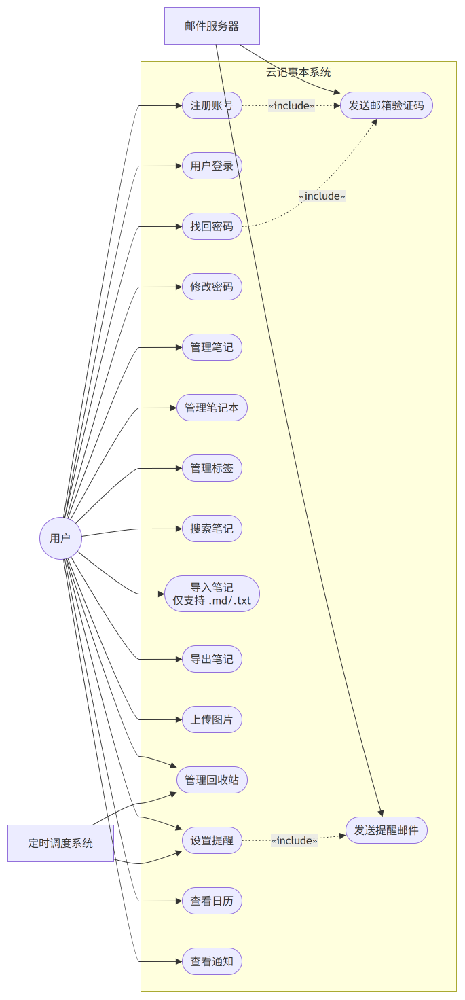 邮件服务器
云记事本系统
注册账号
«include»
发送邮箱验证码
用户登录
«include»
找回密码
修改密码
管理笔记
管理笔记本
管理标签
搜索笔记
用户
导入笔记
仅支持 .md/.txt
导出笔记
上传图片
管理回收站
定时调度系统
设置提醒
«include»
发送提醒邮件
查看日历
查看通知